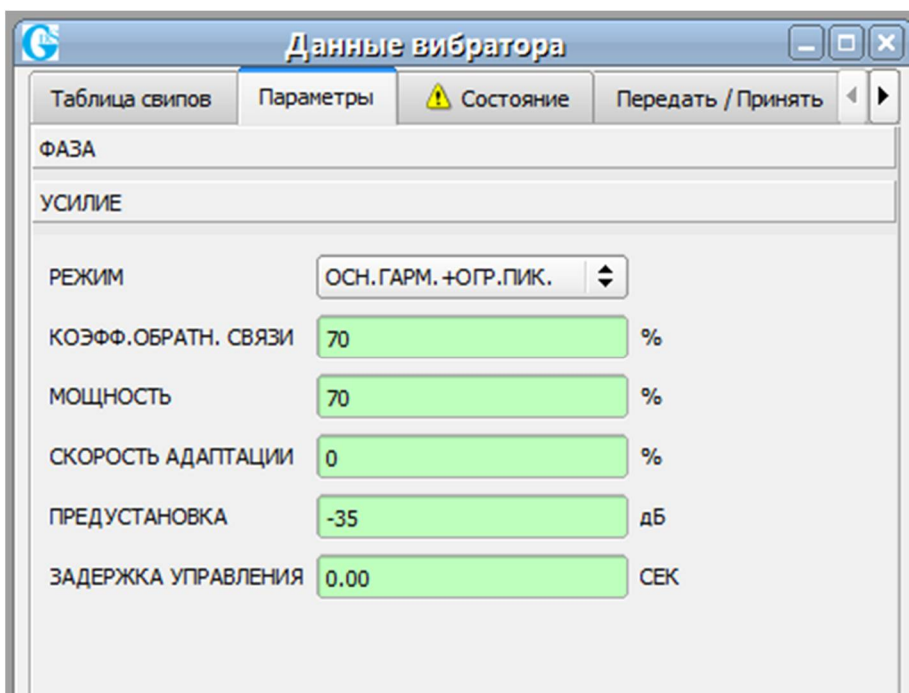 Данные вибратора
Таблица свипов Параметры Состояние Передать / Принять
ФАЗА
УСИЛИЕ
РЕЖИМ ОСН.ГАРМ.+ОГР.ПИК.
КОЭФФ.ОБРАТН. СВЯЗИ 70 %
МОЩНОСТЬ 70 %
СКОРОСТЬ АДАПТАЦИИ 0 %
ПРЕДУСТАНОВКА -35 дБ
ЗАДЕРЖКА УПРАВЛЕНИЯ 0.00 СЕК